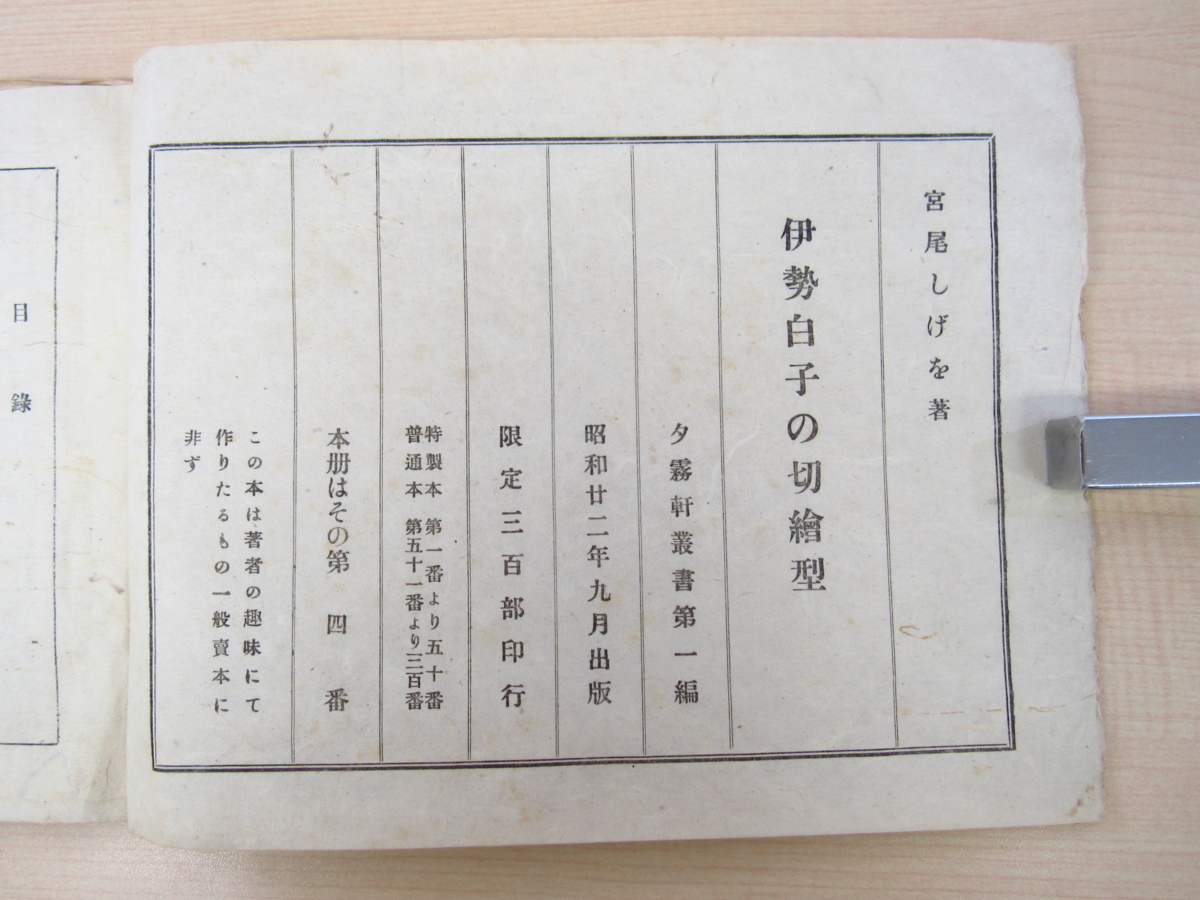 宮尾しげを著
伊勢白子の切繪型
夕霧軒叢書第一編
昭和廿二年九月出版
限定三百部印行
特製本 第一番より五十番
普通本 第五十一番より三百番
本册はその第 四 番
この本は著者の趣味にて
作りたるもの一般賣本に
非ず
目錄